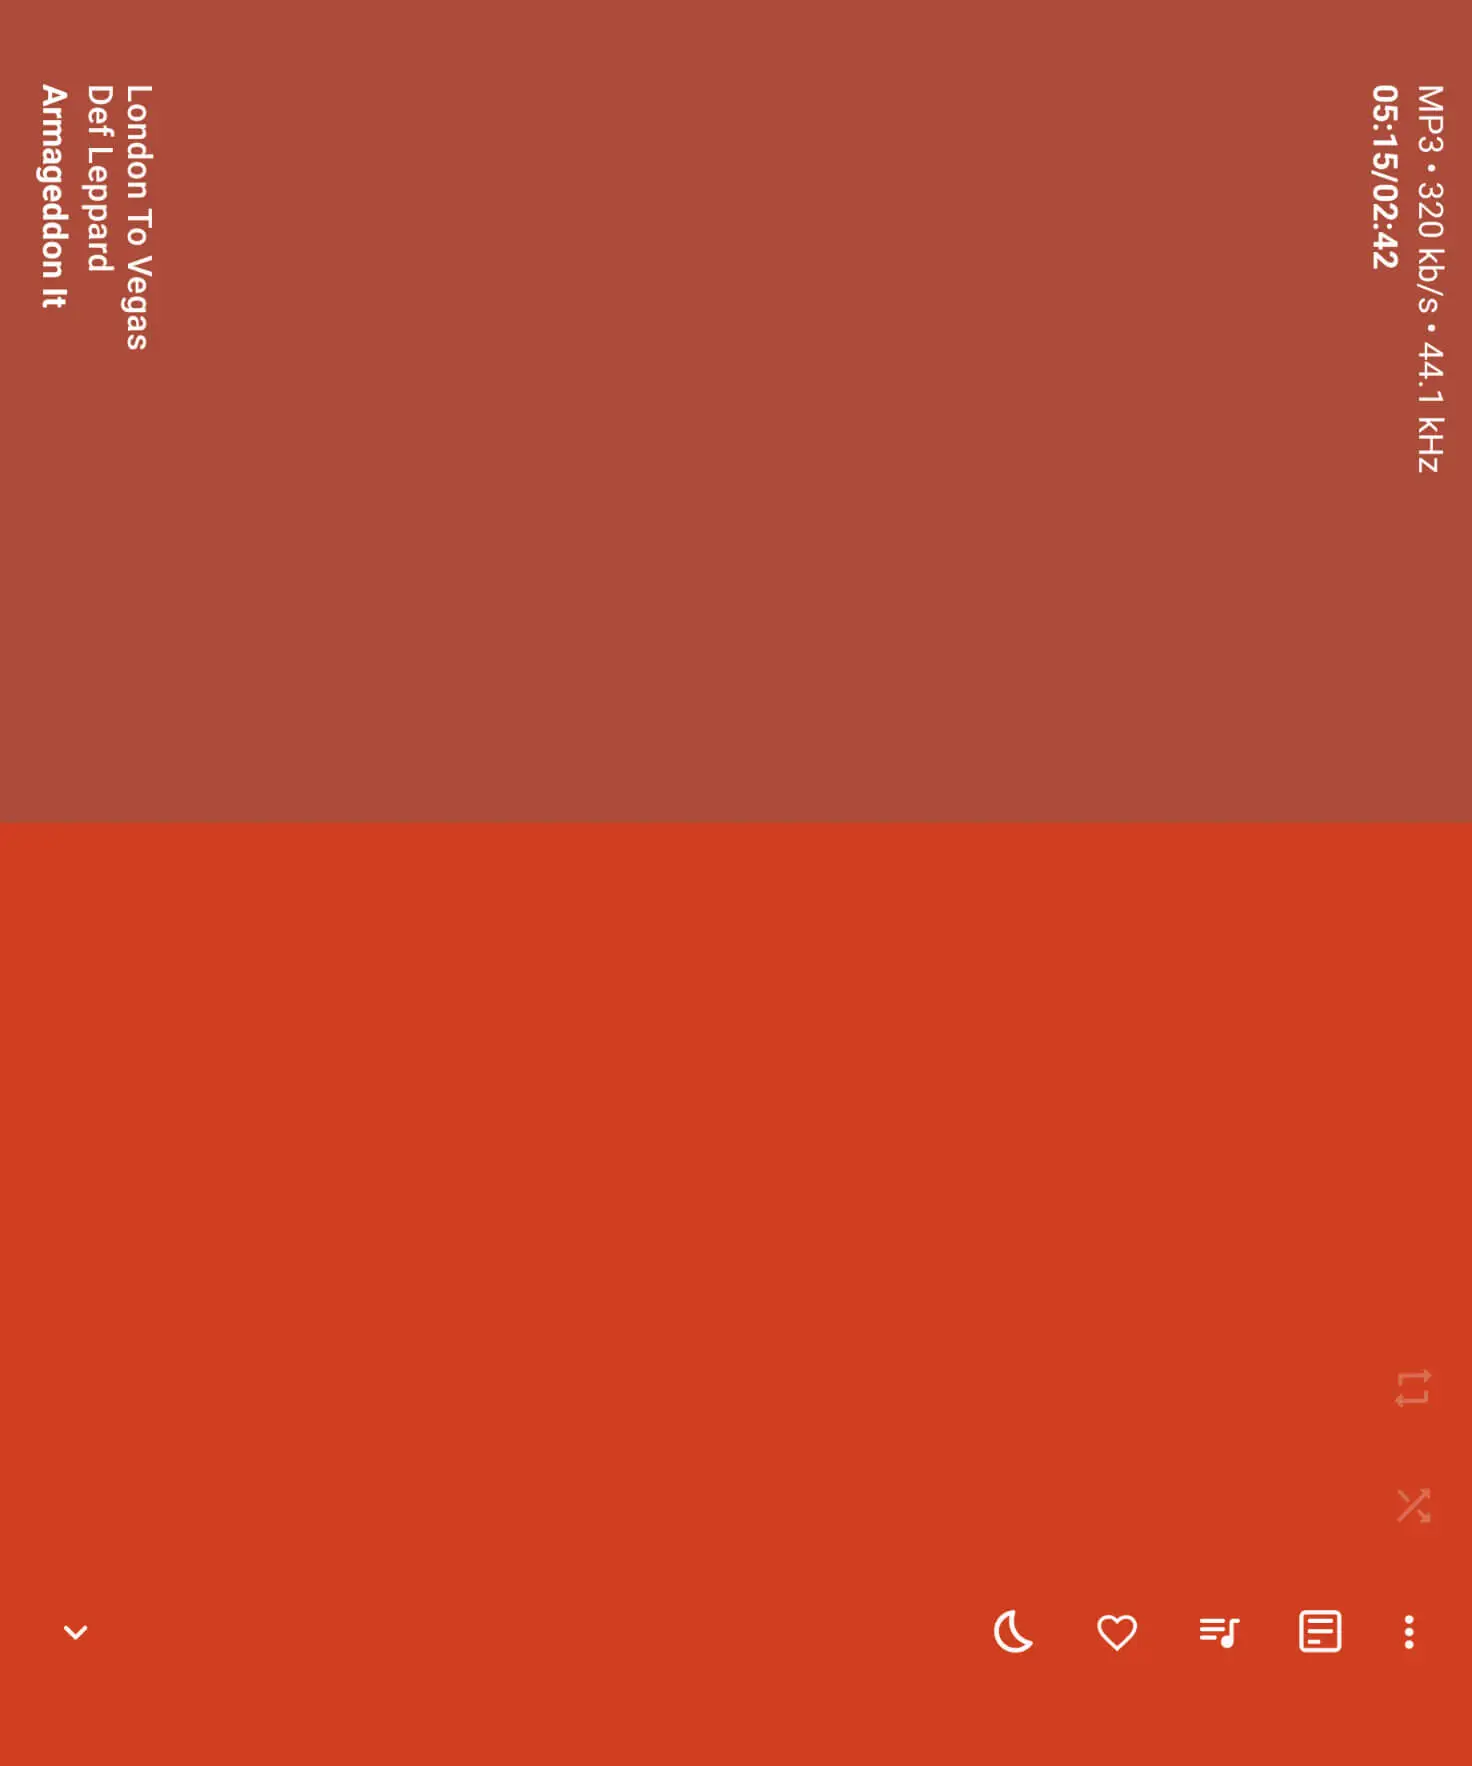 MP3 • 320 kb/s • 44.1 kHz
05:15/02:42
London To Vegas
Def Leppard
Armageddon It